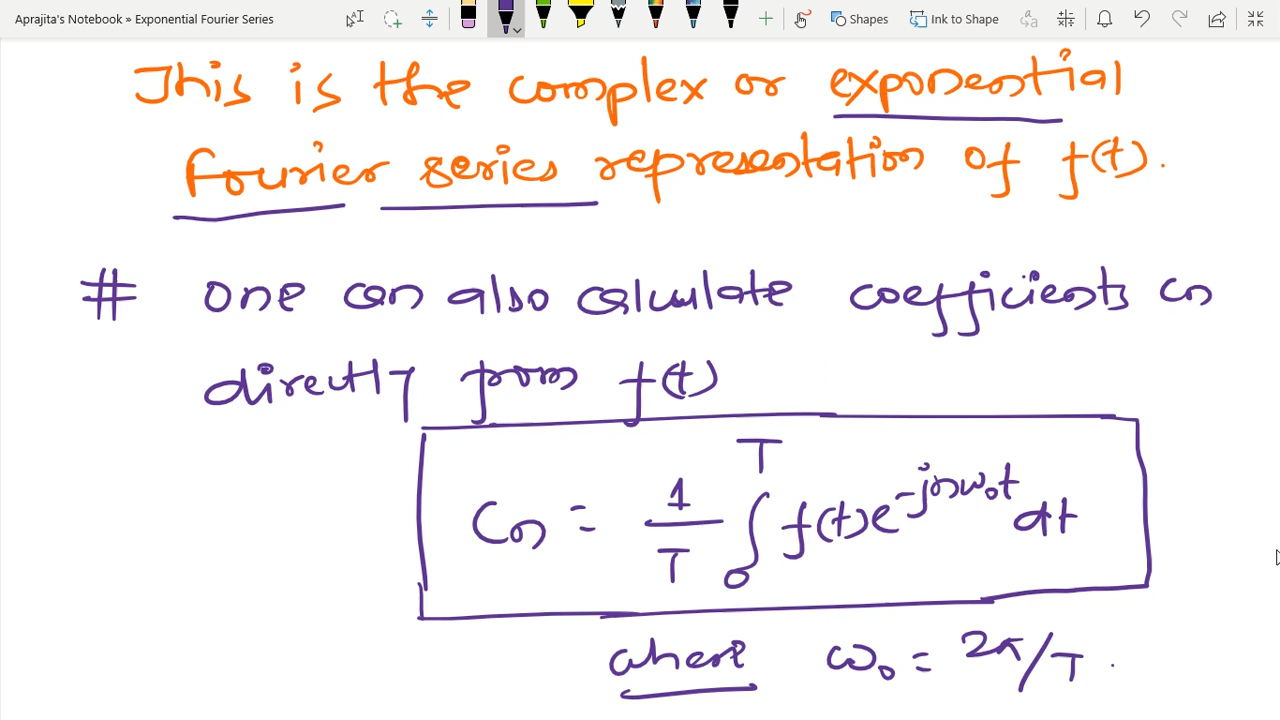 Aprajita's Notebook » Exponential Fourier Series Shapes Ink to Shape
This is the complex or exponential
Fourier series representation of f(t).
# one can also calculate coefficients cn
directly from f(t)
Cn = 1/T ∫₀ᵀ f(t)e^-jnω₀t dt
where ω₀ = 2π/T .